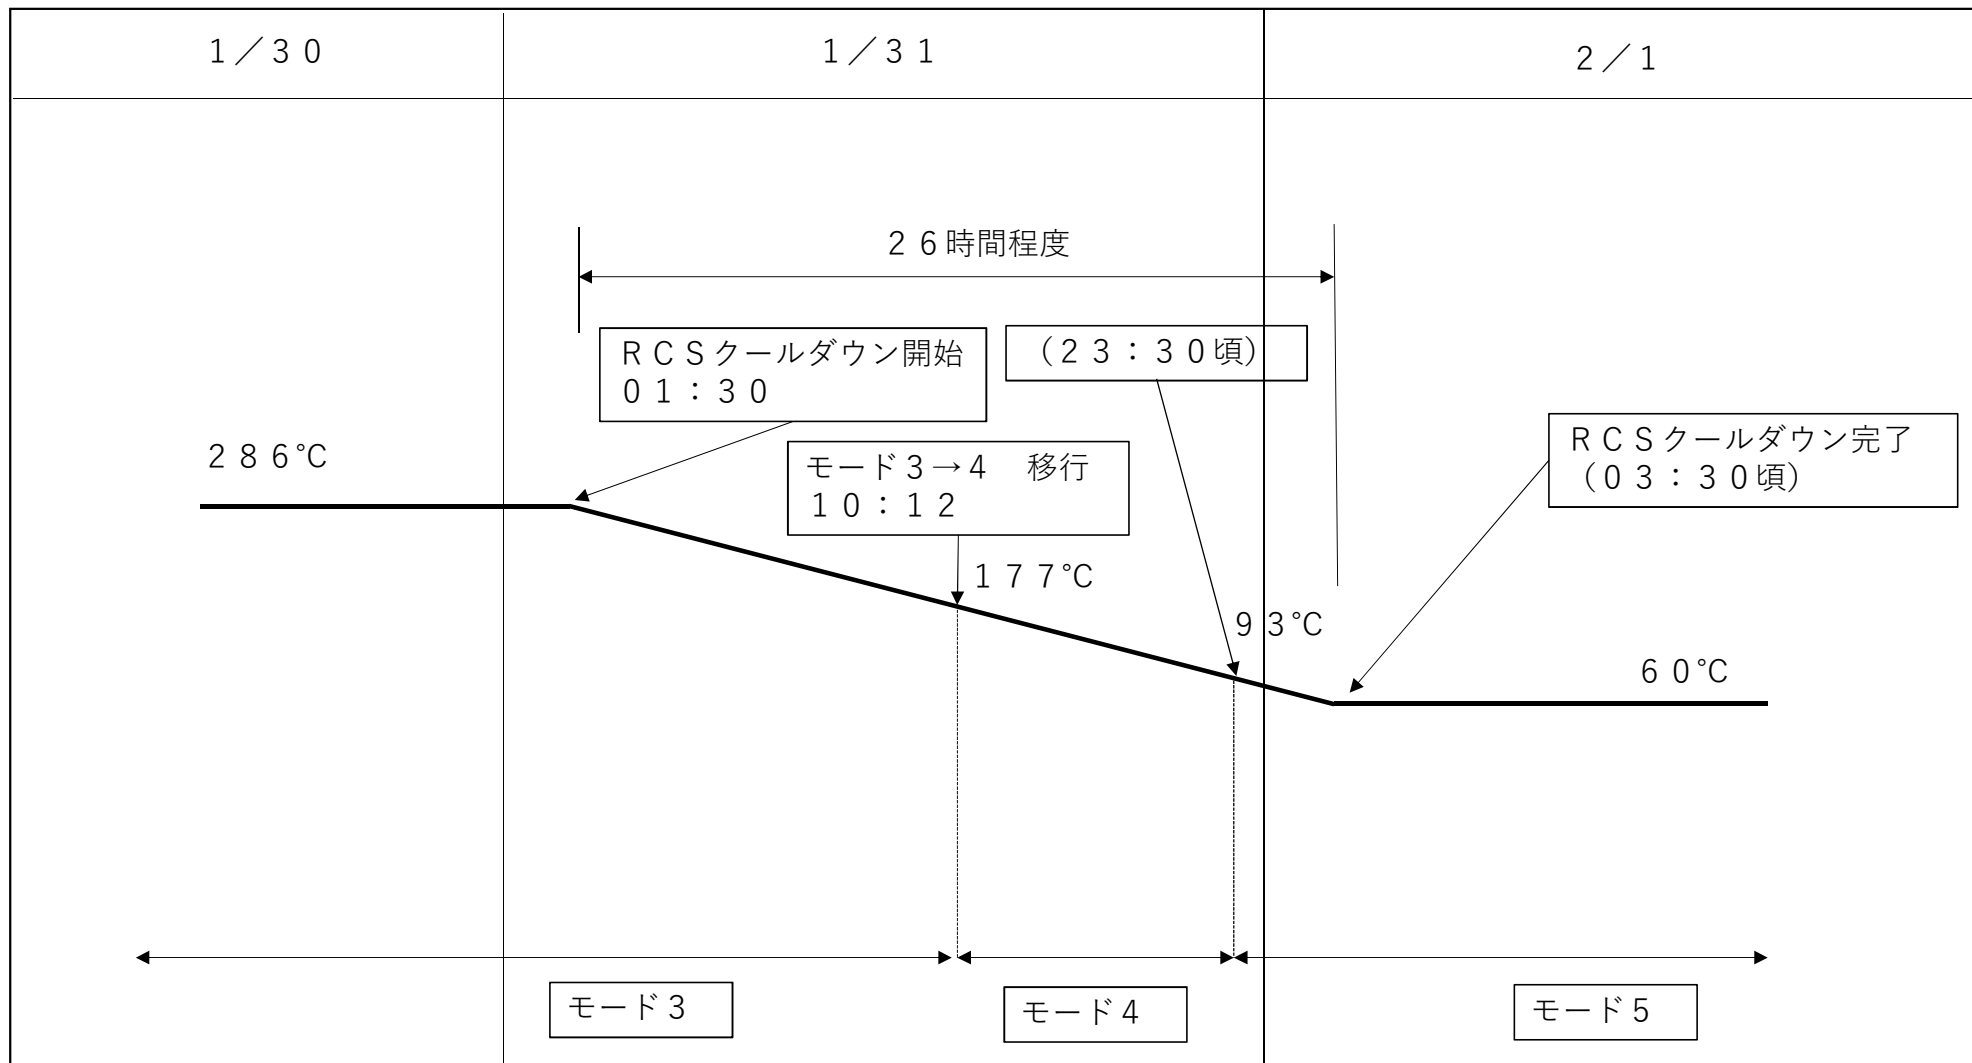 1／30
1／31
2／1
26時間程度
RCSクールダウン開始
01：30
（23：30頃）
RCSクールダウン完了
（03：30頃）
286℃
モード3→4　移行
10：12
177℃
93℃
60℃
モード3
モード4
モード5